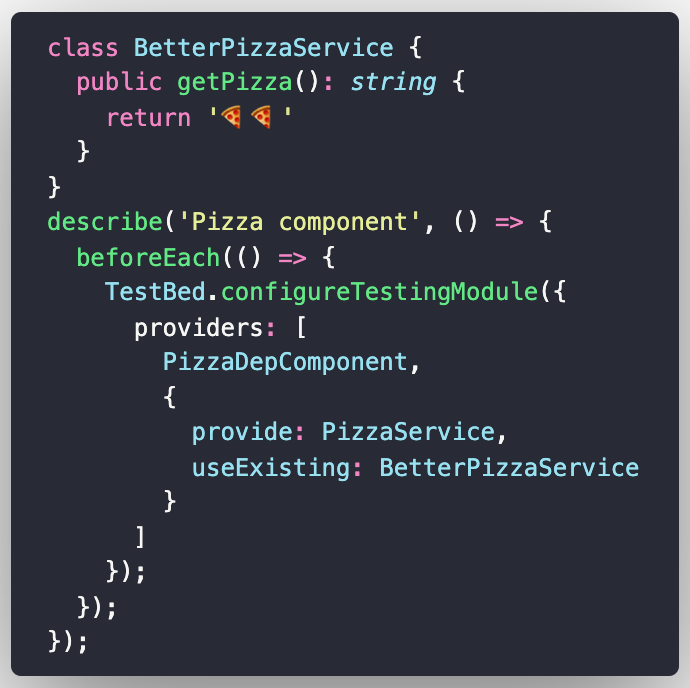 class BetterPizzaService {
  public getPizza(): string {
    return '🍕🍕'
  }
}
describe('Pizza component', () => {
  beforeEach(() => {
    TestBed.configureTestingModule({
      providers: [
        PizzaDepComponent,
        {
          provide: PizzaService,
          useExisting: BetterPizzaService
        }
      ]
    });
  });
});